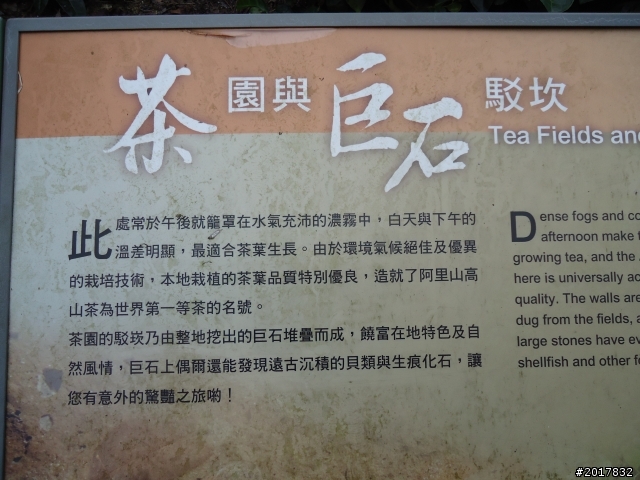 茶園與巨石駁坎
Tea Fields and
此處常於午後就籠罩在水氣充沛的濃霧中，白天與下午的
溫差明顯，最適合茶葉生長。由於環境氣候絕佳及優異
的栽培技術，本地栽植的茶葉品質特別優良，造就了阿里山高
山茶為世界第一等茶的名號。
茶園的駁坎乃由整地挖出的巨石堆疊而成，饒富在地特色及自
然風情，巨石上偶爾還能發現遠古沉積的貝類與生痕化石，讓
您有意外的驚豔之旅喲！
Dense fogs and co
afternoon make t
growing tea, and the
here is universally ac
quality. The walls are
dug from the fields, a
large stones have ev
shellfish and other fo
#2017832